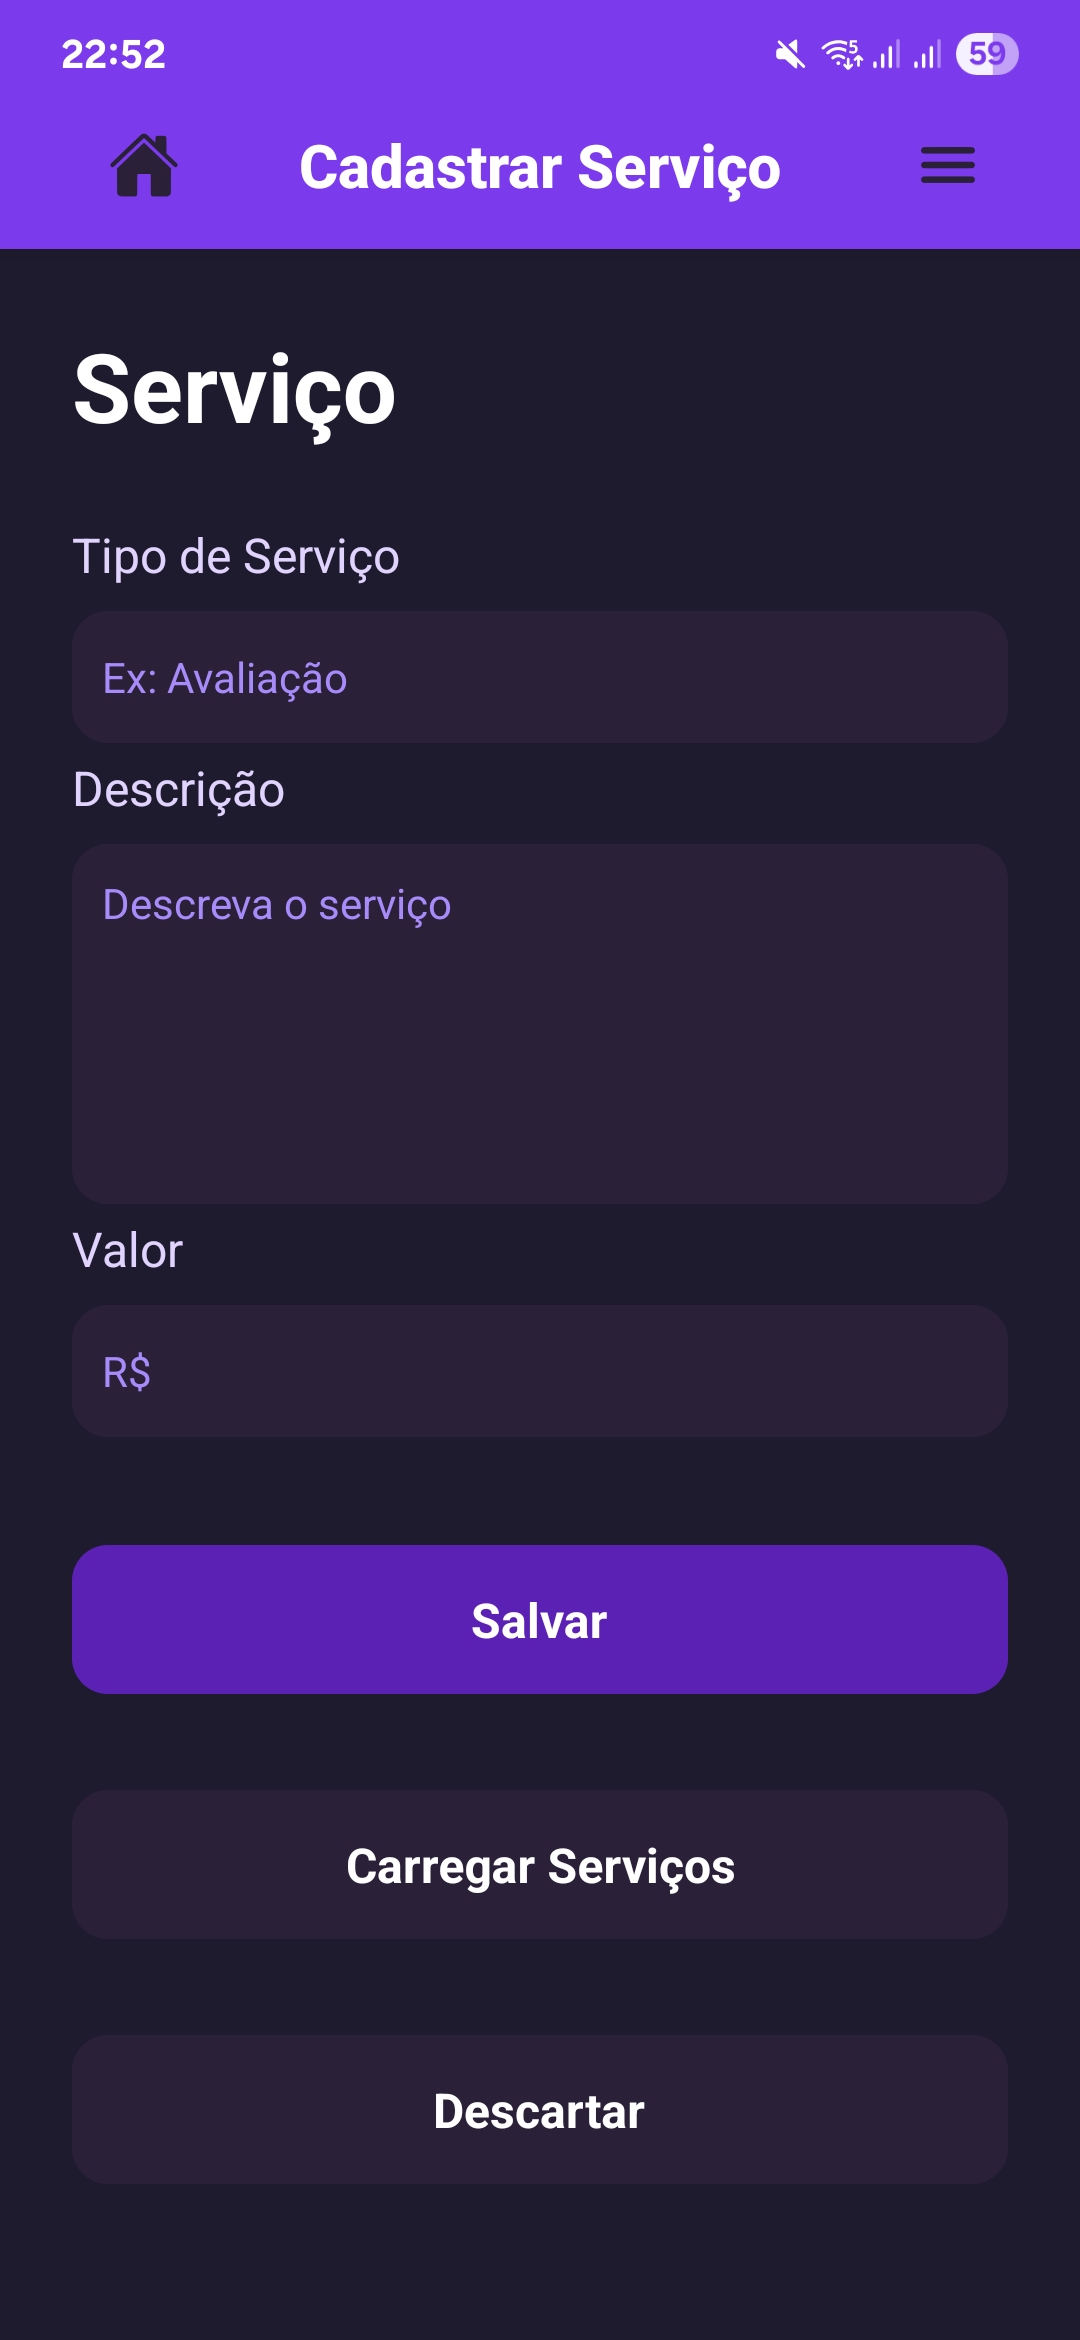 22:52
5
59
Cadastrar Serviço
Serviço
Tipo de Serviço
Ex: Avaliação
Descrição
Descreva o serviço
Valor
R$
Salvar
Carregar Serviços
Descartar